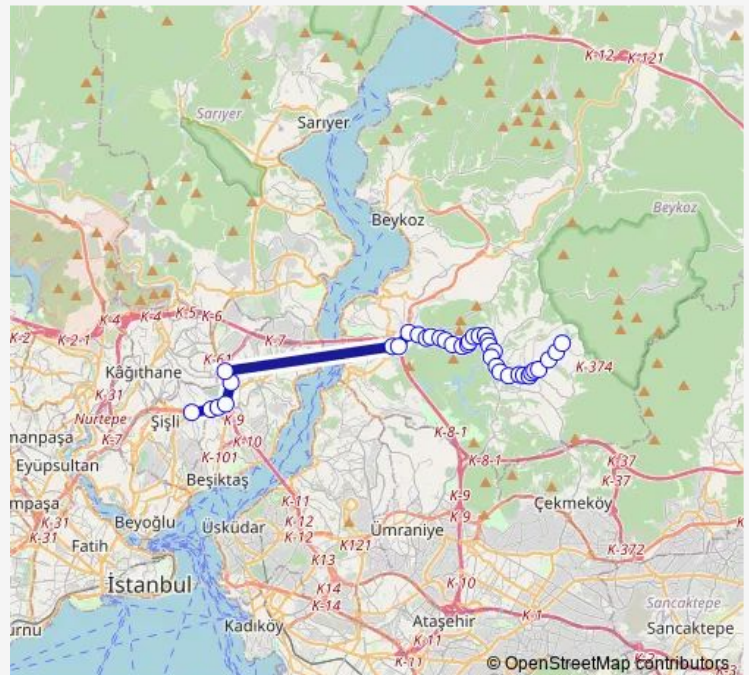 K-12
K-121
Sarıyer
Sarıyer
Beykoz
Beykoz
K-4
K-4
K-5
K-6
K-2
K-2-1
K-7
K-61
Kâğıthane
K-374
K-31
Nurtepe
Şişli
K-9
K-7
K-10
manpaşa
K-8-1
Eyüpsultan
K-101
K-8-1
K-37
Beşiktaş
K-37
K-9
K-11
Çekmeköy
mpaşa
K-31
Beyoğlu
Üsküdar
K-12
K121
Ümraniye
K-9
K-31
Fatih
K-12
K-372
K13
İstanbul
K14
K-10
K-14
Sancaktepe
urnu
Kadıköy
Ataşehir
K-1
Sancaktepe
K-11
K-11
© OpenStreetMap contributors